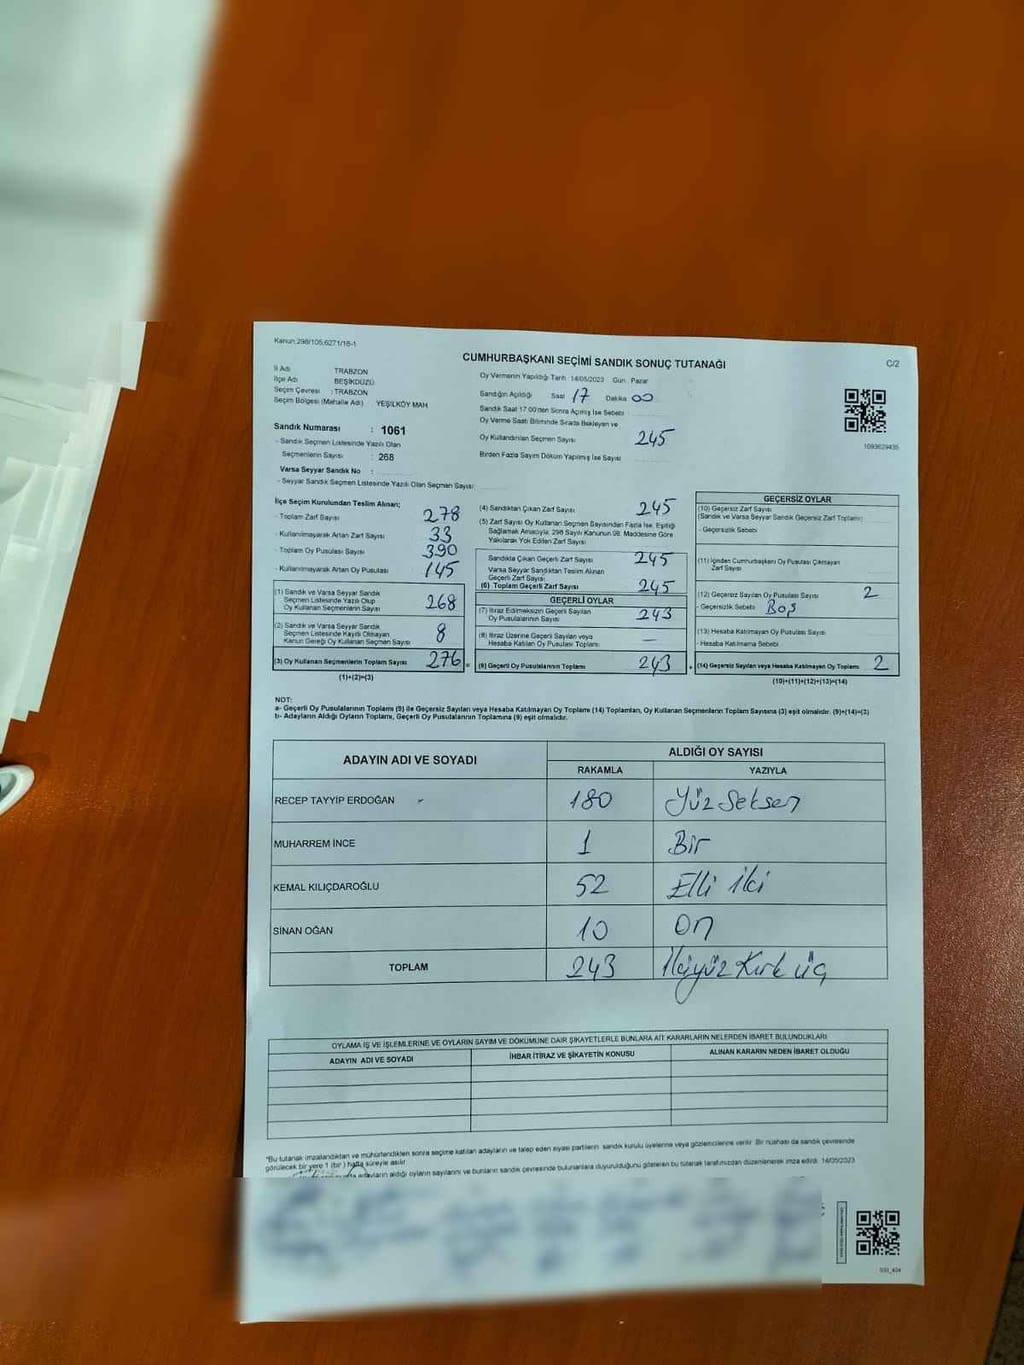 Kanun;298/105;6271/16-1
CUMHURBAŞKANI SEÇİMİ SANDIK SONUÇ TUTANAĞI
C/2
İl Adı TRABZON
İlçe Adı BEŞİKDÜZÜ
Seçim Çevresi : TRABZON
Seçim Bölgesi (Mahalle Adı) YEŞİLKÖY MAH
Sandık Numarası : 1061
- Sandık Seçmen Listesinde Yazılı Olan
Seçmenlerin Sayısı : 268
Varsa Seyyar Sandık No :
- Seyyar Sandık Seçmen Listesinde Yazılı Olan Seçmen Sayısı:
Oy Vermenin Yapıldığı Tarih 14/05/2023 Gün Pazar
Sandığın Açıldığı Saat 17 Dakika 00
Sandık Saat 17:00'den Sonra Açılmış İse Sebebi
Oy Verme Saati Bitiminde Sırada Bekleyen ve
Oy Kullandırılan Seçmen Sayısı 245
Birden Fazla Sayım Döküm Yapılmış İse Sayısı
1093629435
İlçe Seçim Kurulundan Teslim Alınan;
- Toplam Zarf Sayısı 278
- Kullanılmayarak Artan Zarf Sayısı 33
- Toplam Oy Pusulası Sayısı 390
- Kullanılmayarak Artan Oy Pusulası 145
(1) Sandık ve Varsa Seyyar Sandık
Seçmen Listesinde Yazılı Olup
Oy Kullanan Seçmenlerin Sayısı 268
(2) Sandık ve Varsa Seyyar Sandık
Seçmen Listesinde Kayıtlı Olmayan
Kanun Gereği Oy Kullanan Seçmen Sayısı 8
(3) Oy Kullanan Seçmenlerin Toplam Sayısı 276 =
(1)+(2)=(3)
(4) Sandıktan Çıkan Zarf Sayısı 245
(5) Zarf Sayısı Oy Kullanan Seçmen Sayısından Fazla İse, Eşitliği
Sağlamak Amacıyla, 298 Sayılı Kanunun 98. Maddesine Göre
Yakılarak Yok Edilen Zarf Sayısı
Sandıkta Çıkan Geçerli Zarf Sayısı 245
Varsa Seyyar Sandıktan Teslim Alınan
Geçerli Zarf Sayısı
(6) Toplam Geçerli Zarf Sayısı 245
GEÇERLİ OYLAR
(7) İtiraz Edilmeksizin Geçerli Sayılan
Oy Pusulalarının Sayısı 243
(8) İtiraz Üzerine Geçerli Sayılan veya
Hesaba Katılan Oy Pusulası Toplamı —
(9) Geçerli Oy Pusulalarının Toplamı 243 +
GEÇERSİZ OYLAR
(10) Geçersiz Zarf Sayısı
(Sandık ve Varsa Seyyar Sandık Geçersiz Zarf Toplamı)
- Geçersizlik Sebebi
(11) İçinden Cumhurbaşkanı Oy Pusulası Çıkmayan
Zarf Sayısı
(12) Geçersiz Sayılan Oy Pusulası Sayısı 2
- Geçersizlik Sebebi Boş
(13) Hesaba Katılmayan Oy Pusulası Sayısı
- Hesaba Katılmama Sebebi
(14) Geçersiz Sayılan veya Hesaba Katılmayan Oy Toplamı 2
(10)+(11)+(12)+(13)=(14)
NOT:
a- Geçerli Oy Pusulalarının Toplamı (9) ile Geçersiz Sayılan veya Hesaba Katılmayan Oy Toplamı (14) Toplamları, Oy Kullanan Seçmenlerin Toplam Sayısına (3) eşit olmalıdır. (9)+(14)=(3)
b- Adayların Aldığı Oyların Toplamı, Geçerli Oy Pusulalarının Toplamına (9) eşit olmalıdır.
ADAYIN ADI VE SOYADI ALDIĞI OY SAYISI
RAKAMLA YAZIYLA
RECEP TAYYİP ERDOĞAN 180 Yüz Seksen
MUHARREM İNCE 1 Bir
KEMAL KILIÇDAROĞLU 52 Elli iki
SİNAN OĞAN 10 On
TOPLAM 243 İkiyüz Kırk üç
OYLAMA İŞ VE İŞLEMLERİNE VE OYLARIN SAYIM VE DÖKÜMÜNE DAİR ŞİKAYETLERLE BUNLARA AİT KARARLARIN NELERDEN İBARET BULUNDUKLARI
ADAYIN ADI VE SOYADI İHBAR İTİRAZ VE ŞİKAYETİN KONUSU ALINAN KARARIN NEDEN İBARET OLDUĞU
"Bu tutanak imzalandıktan ve mühürlendikten sonra seçime katılan adayların ve talep eden siyasi partilerin sandık kurulu üyelerine veya gözlemcilerine verilir. Bir nüshası da sandık çevresinde
görülecek bir yere 1 (bir) hafta süreyle asılır.
adayların aldığı oyların sayılarını ve bunların sandık çevresinde bulunanlara duyurulduğunu gösteren bu tutanak tarafımızdan düzenlenerek imza edildi. 14/05/2023